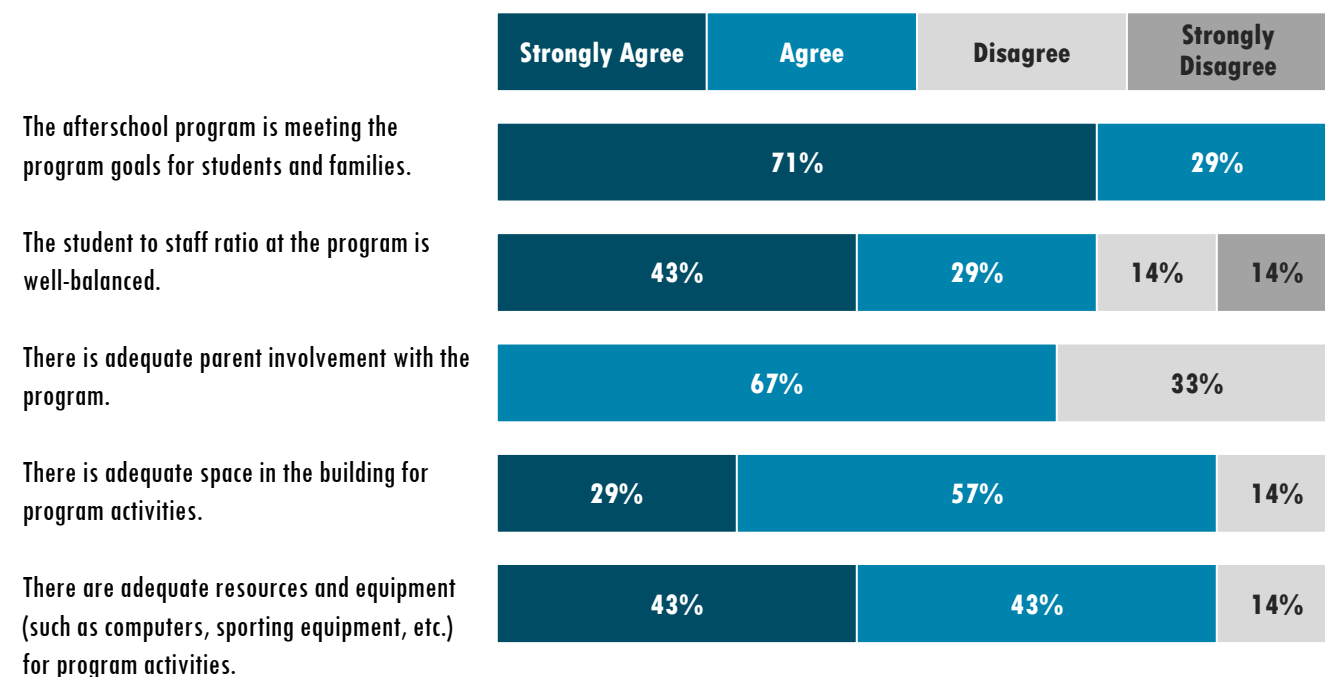 Strongly Agree
Agree
Disagree
Strongly
Disagree
The afterschool program is meeting the
program goals for students and families.
71%
29%
The student to staff ratio at the program is
well-balanced.
43%
29%
14%
14%
There is adequate parent involvement with the
program.
67%
33%
There is adequate space in the building for
program activities.
29%
57%
14%
There are adequate resources and equipment
(such as computers, sporting equipment, etc.)
for program activities.
43%
43%
14%